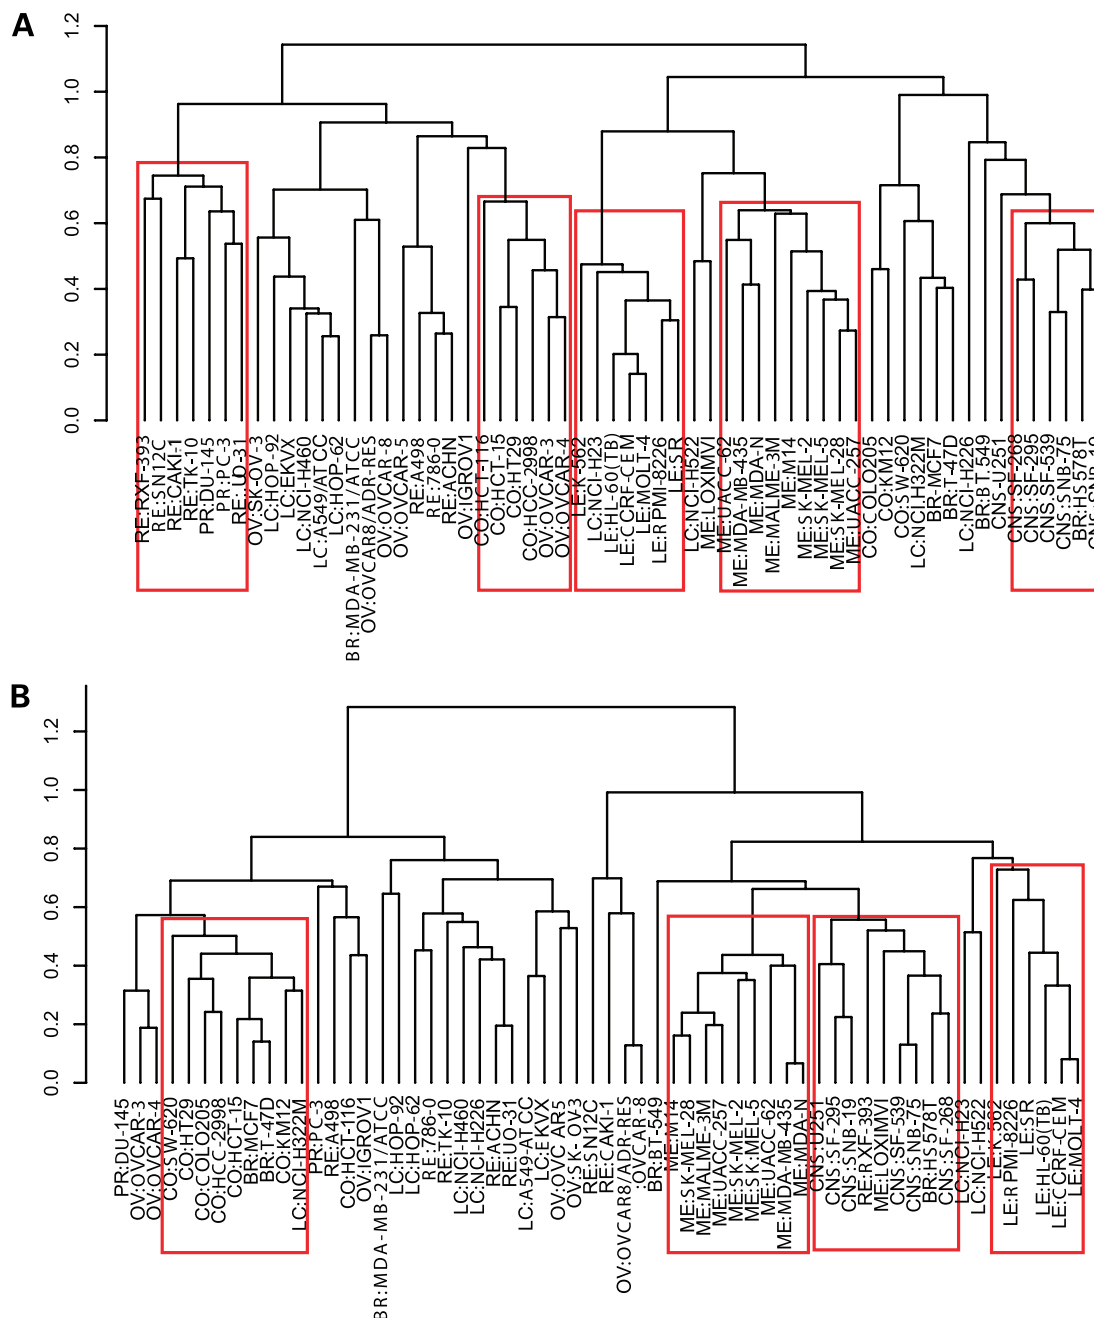 A
1.2
1.0
0.8
0.6
0.4
0.2
0.0
RE:RXF-393
RE:SN12C
RE:CAKI-1
RE:TK-10
PR:DU-145
PR:PC-3
RE:UO-31
OV:SK-OV-3
LC:HOP-92
LC:EKVX
LC:NCI-H460
LC:A549/ATCC
LC:HOP-62
BR:MDA-MB-231/ATCC
OV:OVCAR8/ADR-RES
OV:OVCAR-8
OV:OVCAR-5
RE:A498
RE:786-0
RE:ACHN
OV:IGROV1
CO:HCT-116
CO:HCT-15
CO:HT29
CO:HCC-2998
OV:OVCAR-3
OV:OVCAR-4
LE:K-562
LC:NCI-H23
LE:HL-60(TB)
LE:CCRF-CEM
LE:MOLT-4
LE:RPMI-8226
LE:SR
LC:NCI-H522
ME:LOXIMVI
ME:UACC-62
ME:MDA-MB-435
ME:MDA-N
ME:MALME-3M
ME:M14
ME:SK-MEL-2
ME:SK-MEL-5
ME:SK-MEL-28
ME:UACC-257
CO:COLO205
CO:KM12
CO:SW-620
LC:NCI.H322M
BR-MCF7
BR:T-47D
LC:NCI-H226
BR:BT.549
CNS-U251
CNS-SF-268
CNS:SF-295
CNS.SF-539
CNS:SNB-75
BR:HS578T
B
1.2
1.0
0.8
0.6
0.4
0.2
0.0
PR:DU-145
OV:OVCAR-3
OV:OVCAR-4
CO:SW-620
CO:HT29
CO:COLO205
CO:HCC-2998
CO:HCT-15
BR:MCF7
BR:T-47D
CO:KM12
LC:NCI-H322M
PR:PC-3
RE:A498
CO:HCT-116
OV:IGROV1
BR:MDA-MB-231/ATCC
LC:HOP-92
LC:HOP-62
RE:786-0
RE:TK-10
LC:NCI-H460
LC:NCI-H226
RE:ACHN
RE:UO-31
LC:A549-ATCC
LC:EKVX
OV:OVCAR5
OV:SK-OV-3
RE:SN12C
RE:CAKI-1
OV:OVCAR8/ADR-RES
:OVCAR-8
BR:BT-549
ME:M14
ME:SK-MEL-28
ME:MALME-3M
ME:UACC-257
ME:SK-MEL-2
ME:SK.MEL-5
ME:UACC-62
ME:MDA-MB-435
ME:MDA-N
CNS:U251
CNS:SF-295
CNS:SNB-19
RE:RXF-393
ME:LOXIMVI
CNS:SF-539
CNS:SNB-75
BR:HS578T
CNS:SF-268
LC:NCI-H23
LC:NCI-H522
LE:K-562
LE:RPMI-8226
LE:SR
LE:HL-60(TB)
LE:CCRF-CEM
LE:MOLT-4